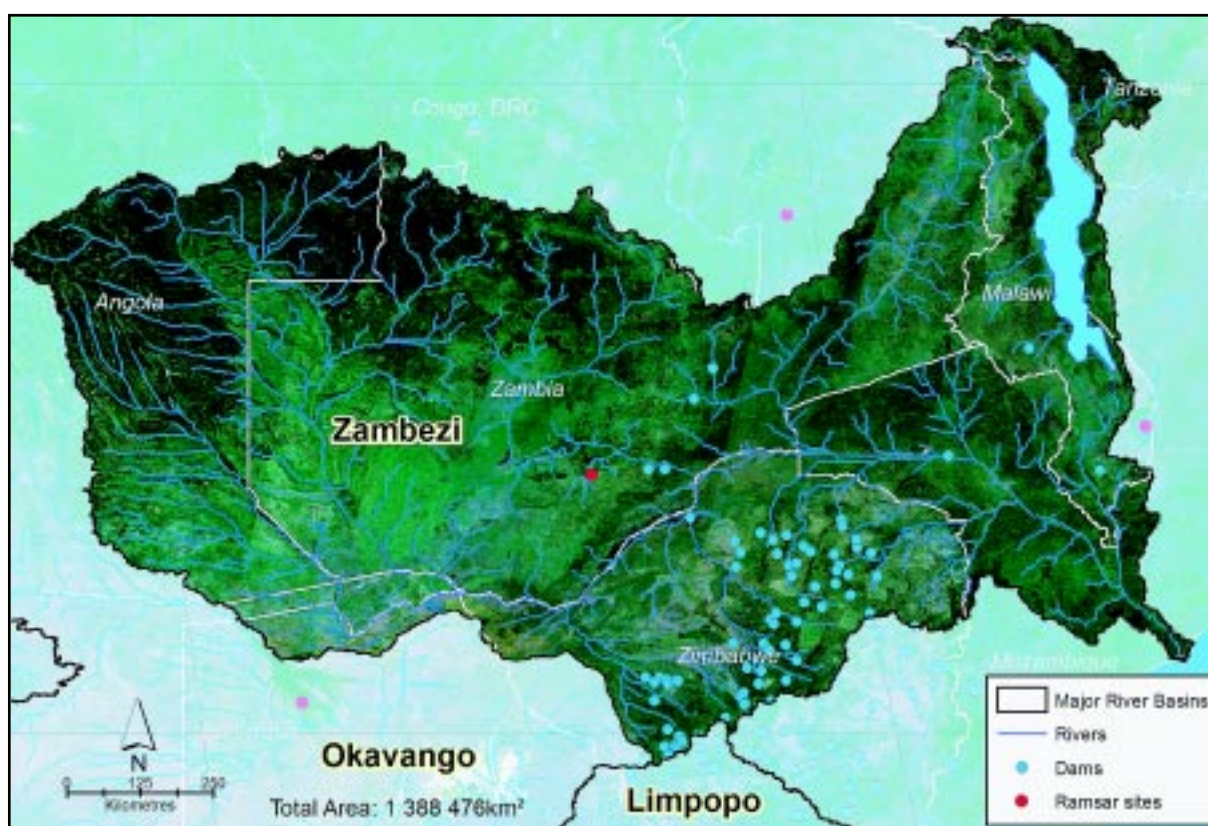 Congo, DRC
Tanzania
Angola
Malawi
Zambia
Zambezi
Zimbabwe
Mozambique
Major River Basins
Rivers
Dams
Ramsar sites
N
0 125 250
Kilometres
Okavango
Total Area: 1 388 476km²
Limpopo